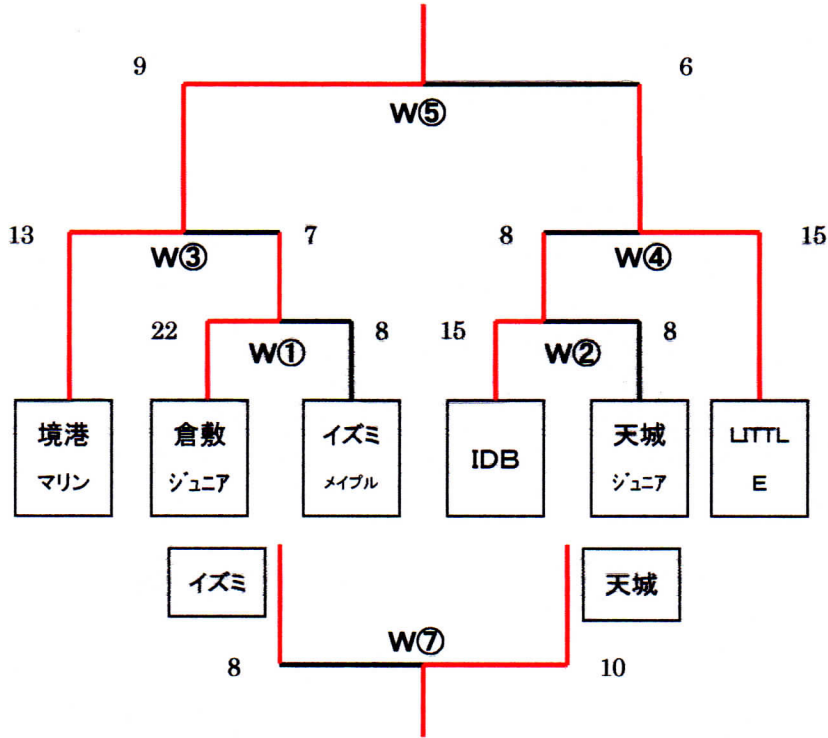 9 6
W⑤
13 7 8 15
W③ W④
22 8 15 8
W① W②
境港 倉敷 イズミ IDB 天城 LITTL
マリン ジュニア メイプル ジュニア E
イズミ 天城
W⑦
8 10